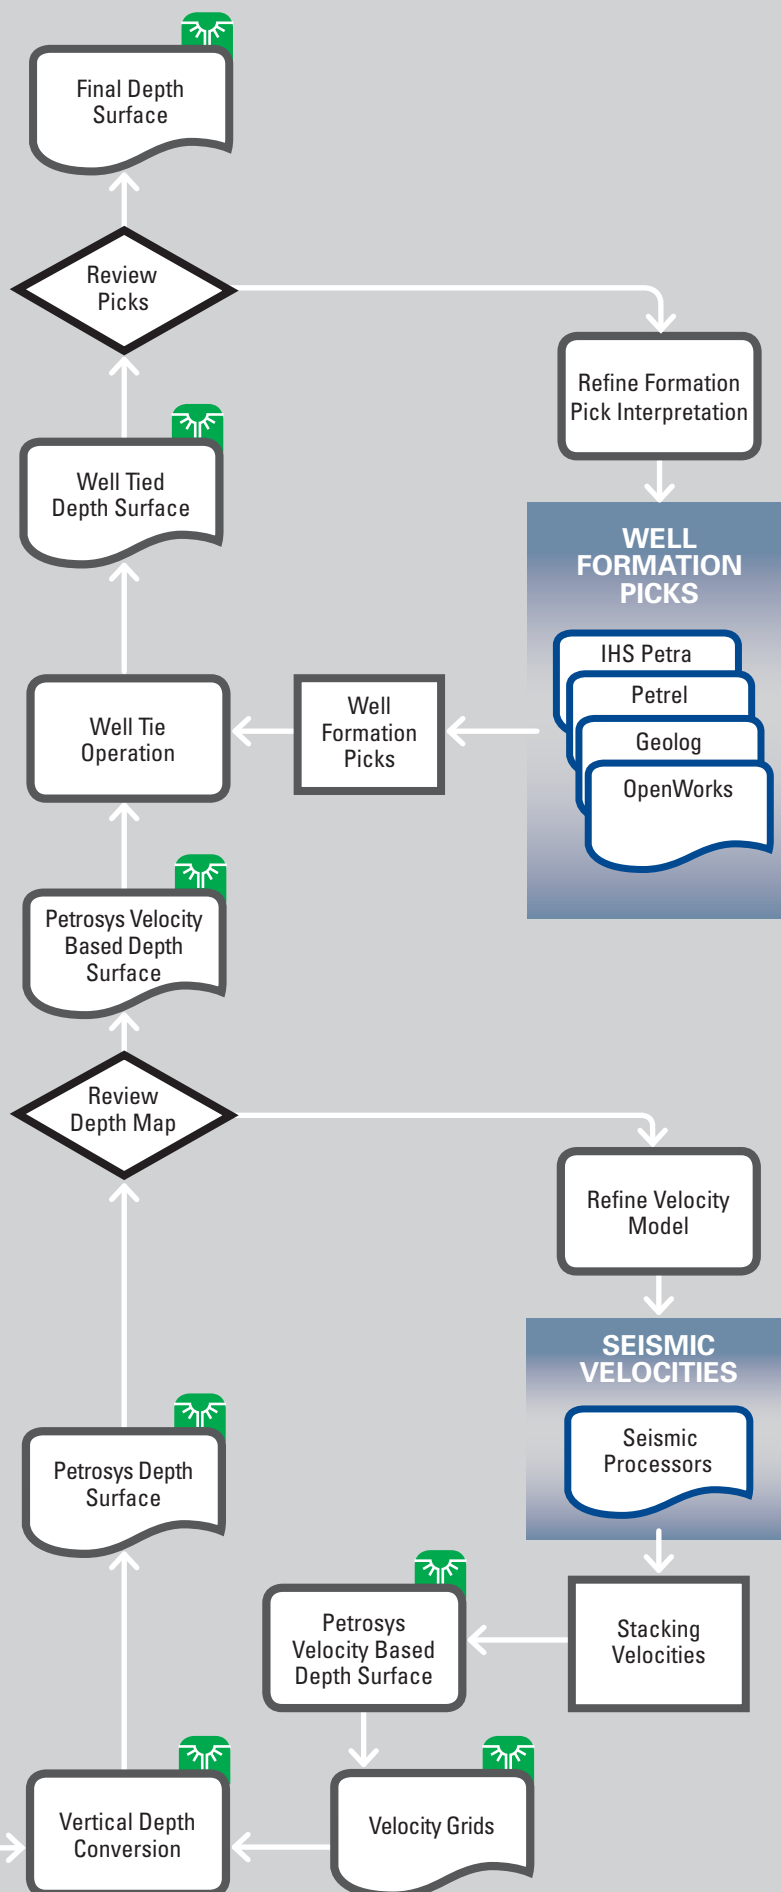 Final Depth
Surface
Review
Picks
Refine Formation
Pick Interpretation
Well Tied
Depth Surface
WELL
FORMATION
PICKS
IHS Petra
Petrel
Geolog
OpenWorks
Well
Formation
Picks
Well Tie
Operation
Petrosys Velocity
Based Depth
Surface
Review
Depth Map
Refine Velocity
Model
SEISMIC
VELOCITIES
Seismic
Processors
Petrosys Depth
Surface
Stacking
Velocities
Petrosys
Velocity Based
Depth Surface
Velocity Grids
Vertical Depth
Conversion